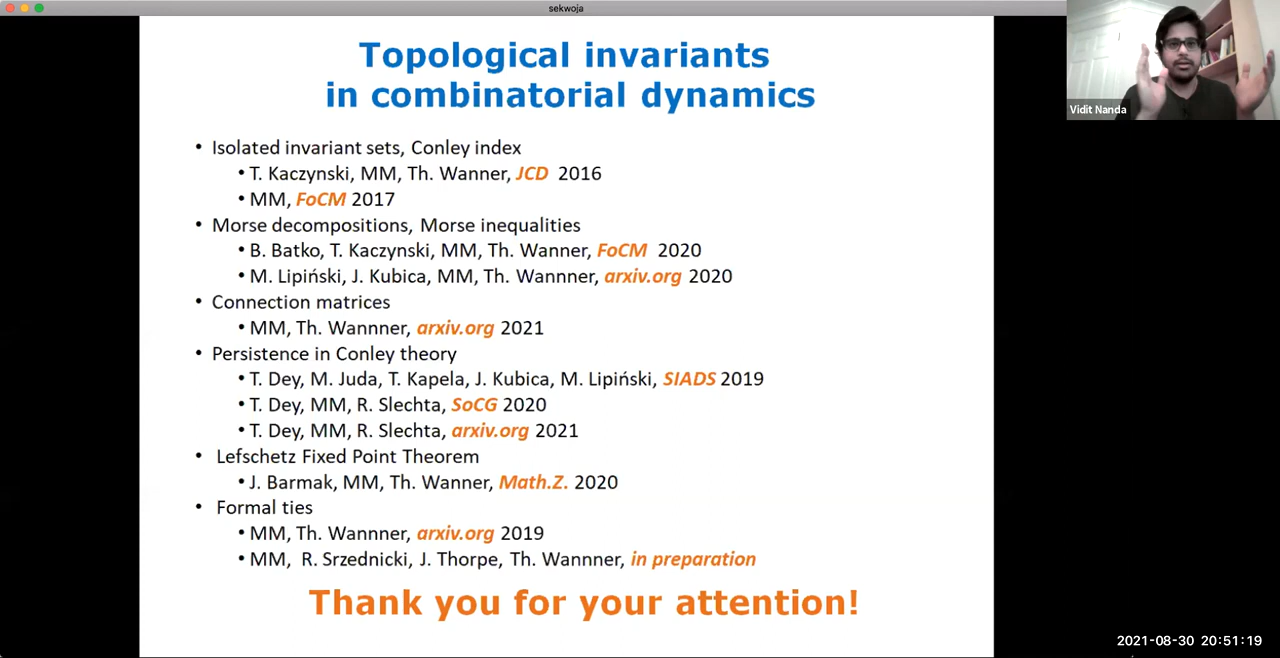 sekwoja
Topological invariants
in combinatorial dynamics
• Isolated invariant sets, Conley index
• T. Kaczynski, MM, Th. Wanner, JCD 2016
• MM, FoCM 2017
• Morse decompositions, Morse inequalities
• B. Batko, T. Kaczynski, MM, Th. Wanner, FoCM 2020
• M. Lipiński, J. Kubica, MM, Th. Wannner, arxiv.org 2020
• Connection matrices
• MM, Th. Wannner, arxiv.org 2021
• Persistence in Conley theory
• T. Dey, M. Juda, T. Kapela, J. Kubica, M. Lipiński, SIADS 2019
• T. Dey, MM, R. Slechta, SoCG 2020
• T. Dey, MM, R. Slechta, arxiv.org 2021
• Lefschetz Fixed Point Theorem
• J. Barmak, MM, Th. Wanner, Math.Z. 2020
• Formal ties
• MM, Th. Wannner, arxiv.org 2019
• MM, R. Srzednicki, J. Thorpe, Th. Wannner, in preparation
Thank you for your attention!
Vidit Nanda
2021-08-30 20:51:19